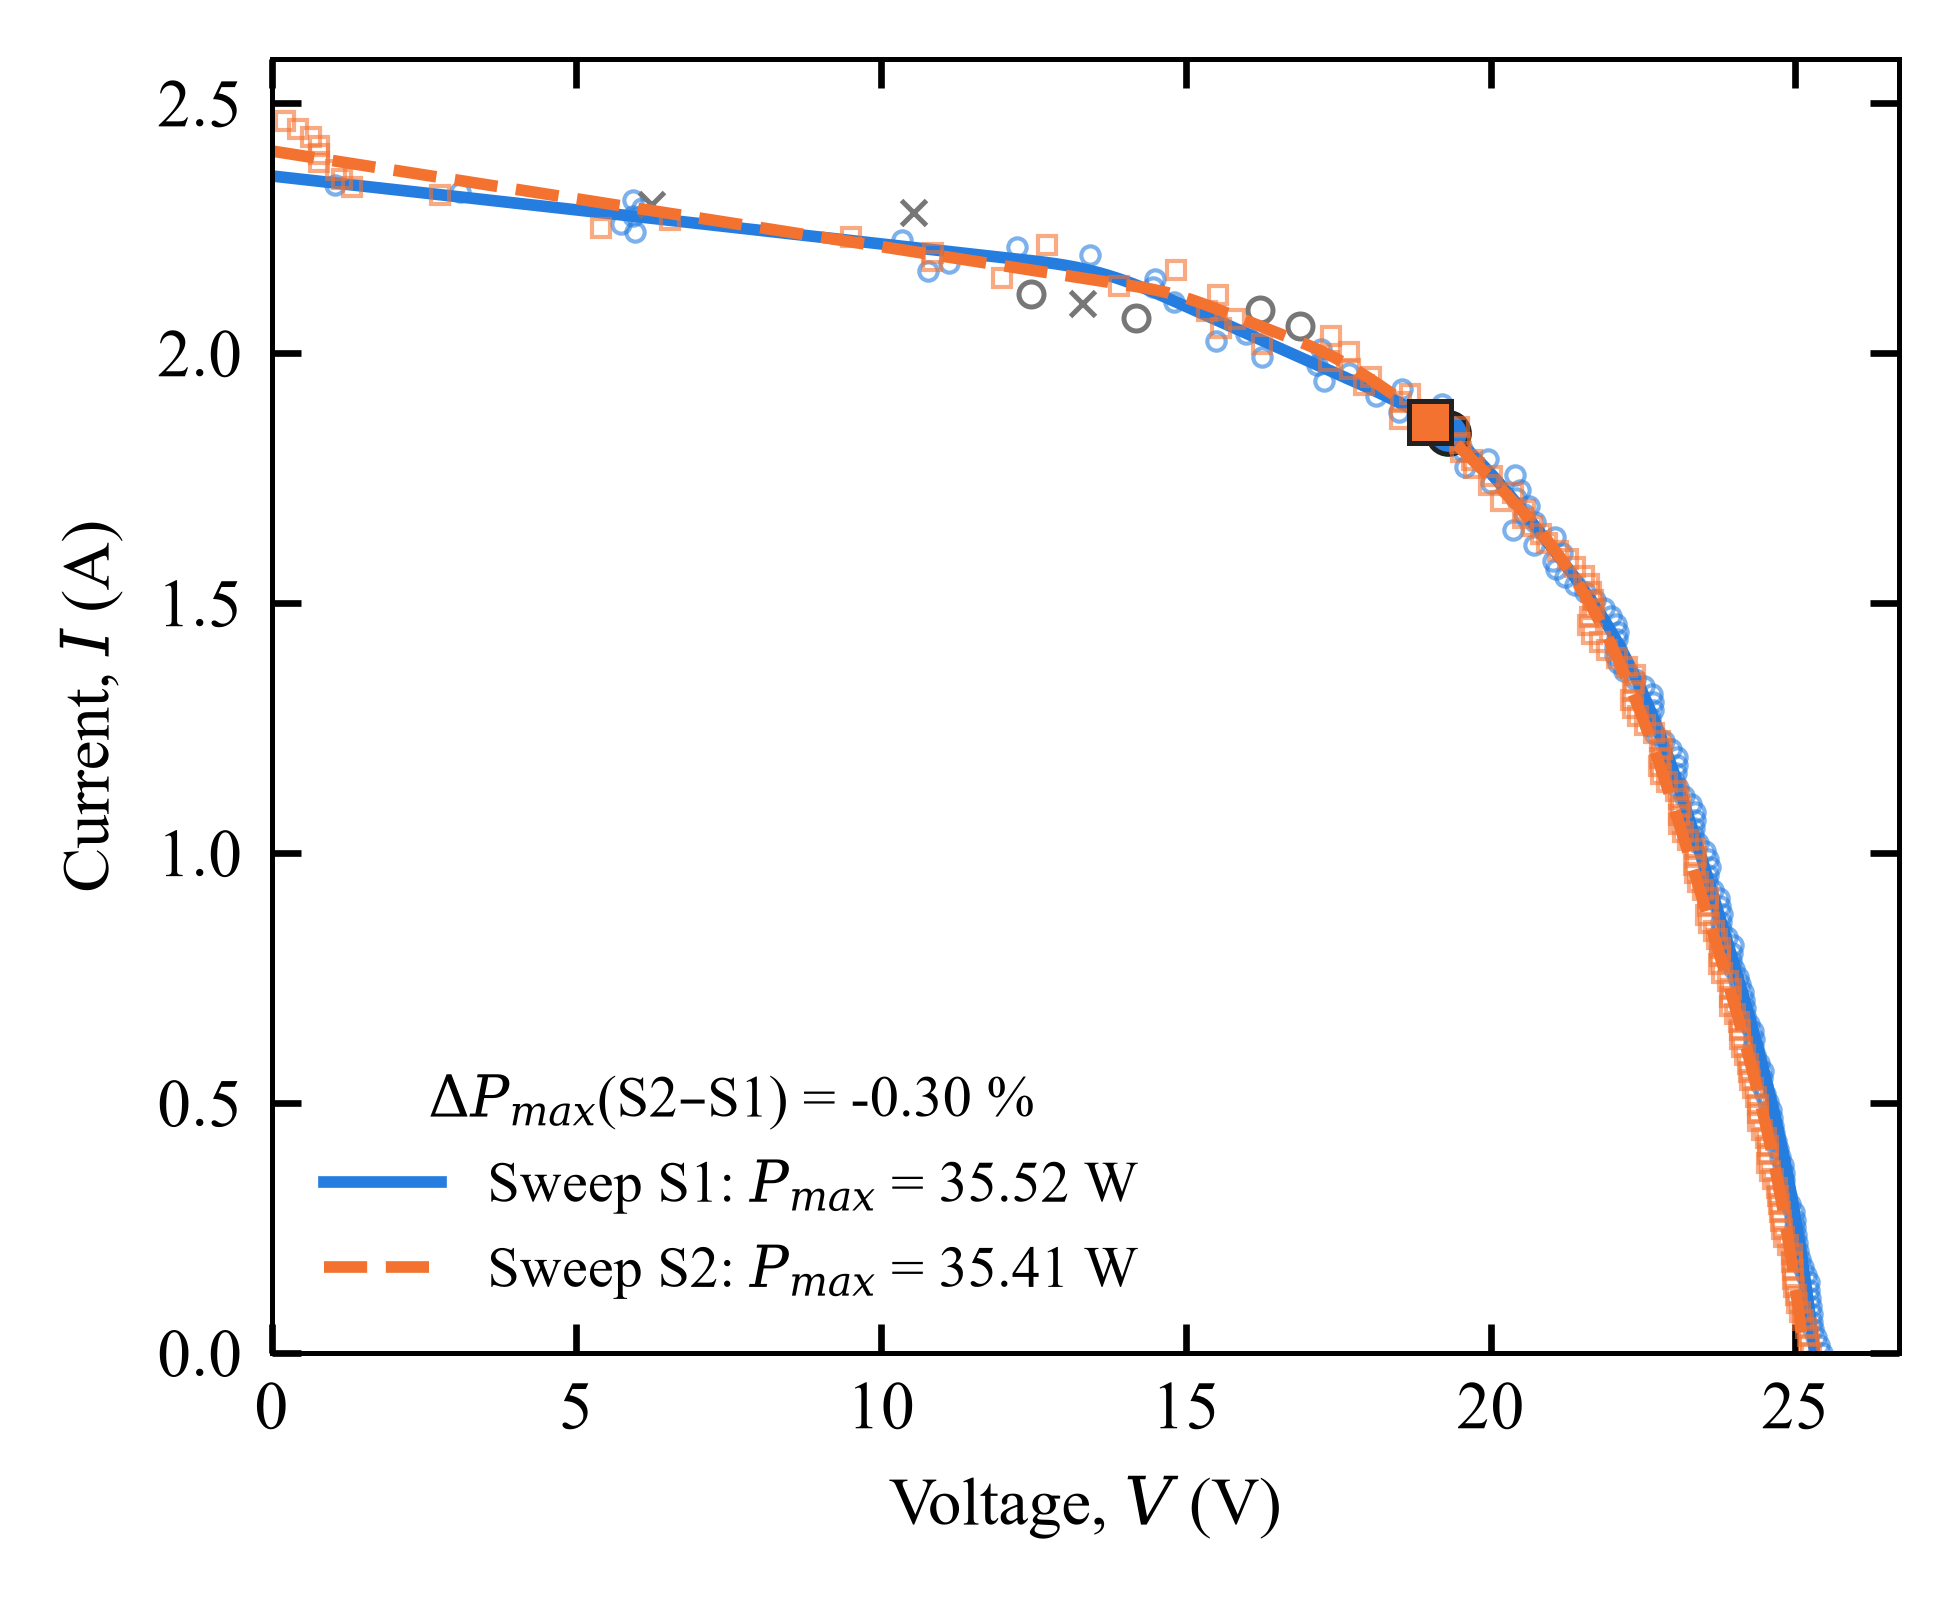 2.5
2.0
1.5
1.0
0.5
0.0
Current, I (A)
ΔPmax(S2−S1) = -0.30 %
Sweep S1: Pmax = 35.52 W
Sweep S2: Pmax = 35.41 W
0 5 10 15 20 25
Voltage, V (V)